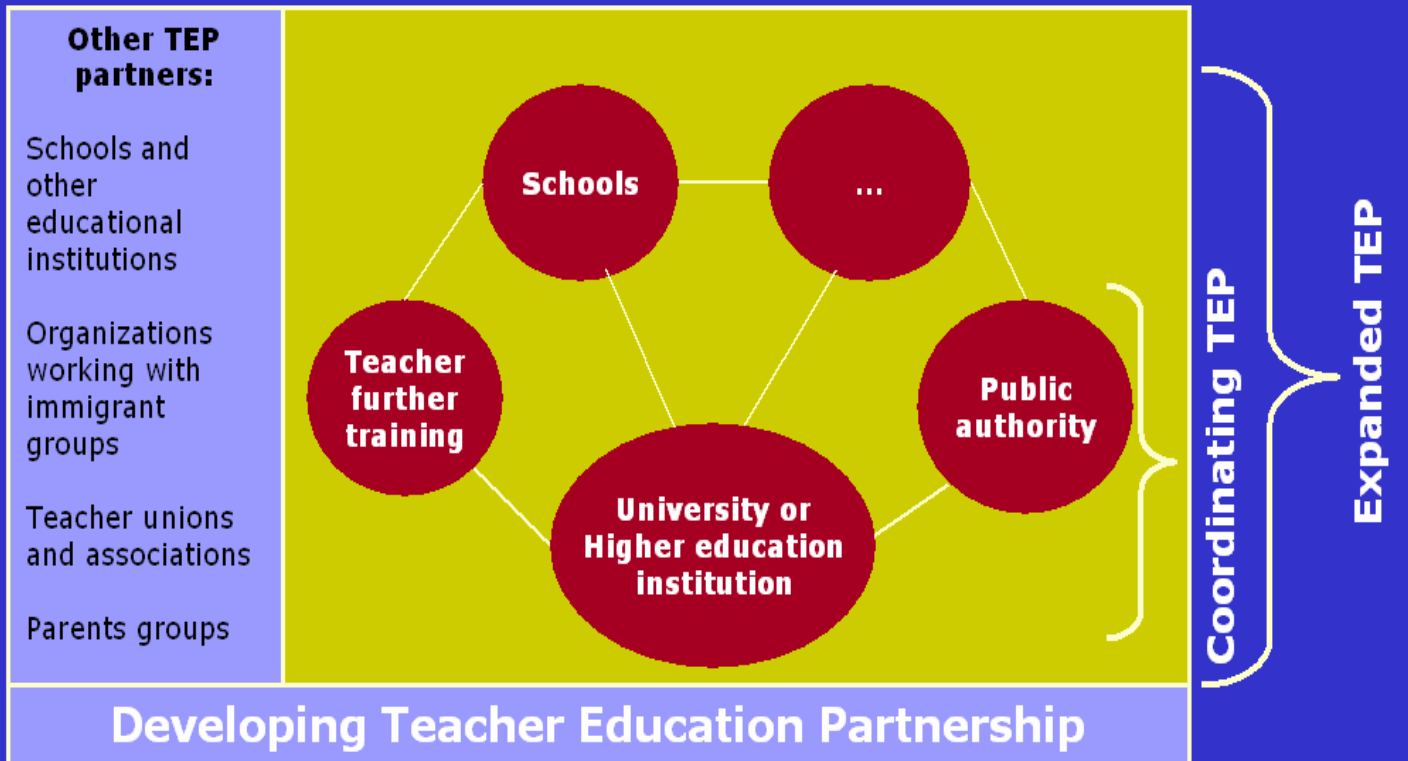 Other TEP
partners:
Schools and
other
educational
institutions
Organizations
working with
immigrant
groups
Teacher unions
and associations
Parents groups
Schools
...
Teacher
further
training
Public
authority
University or
Higher education
institution
Coordinating TEP
Expanded TEP
Developing Teacher Education Partnership